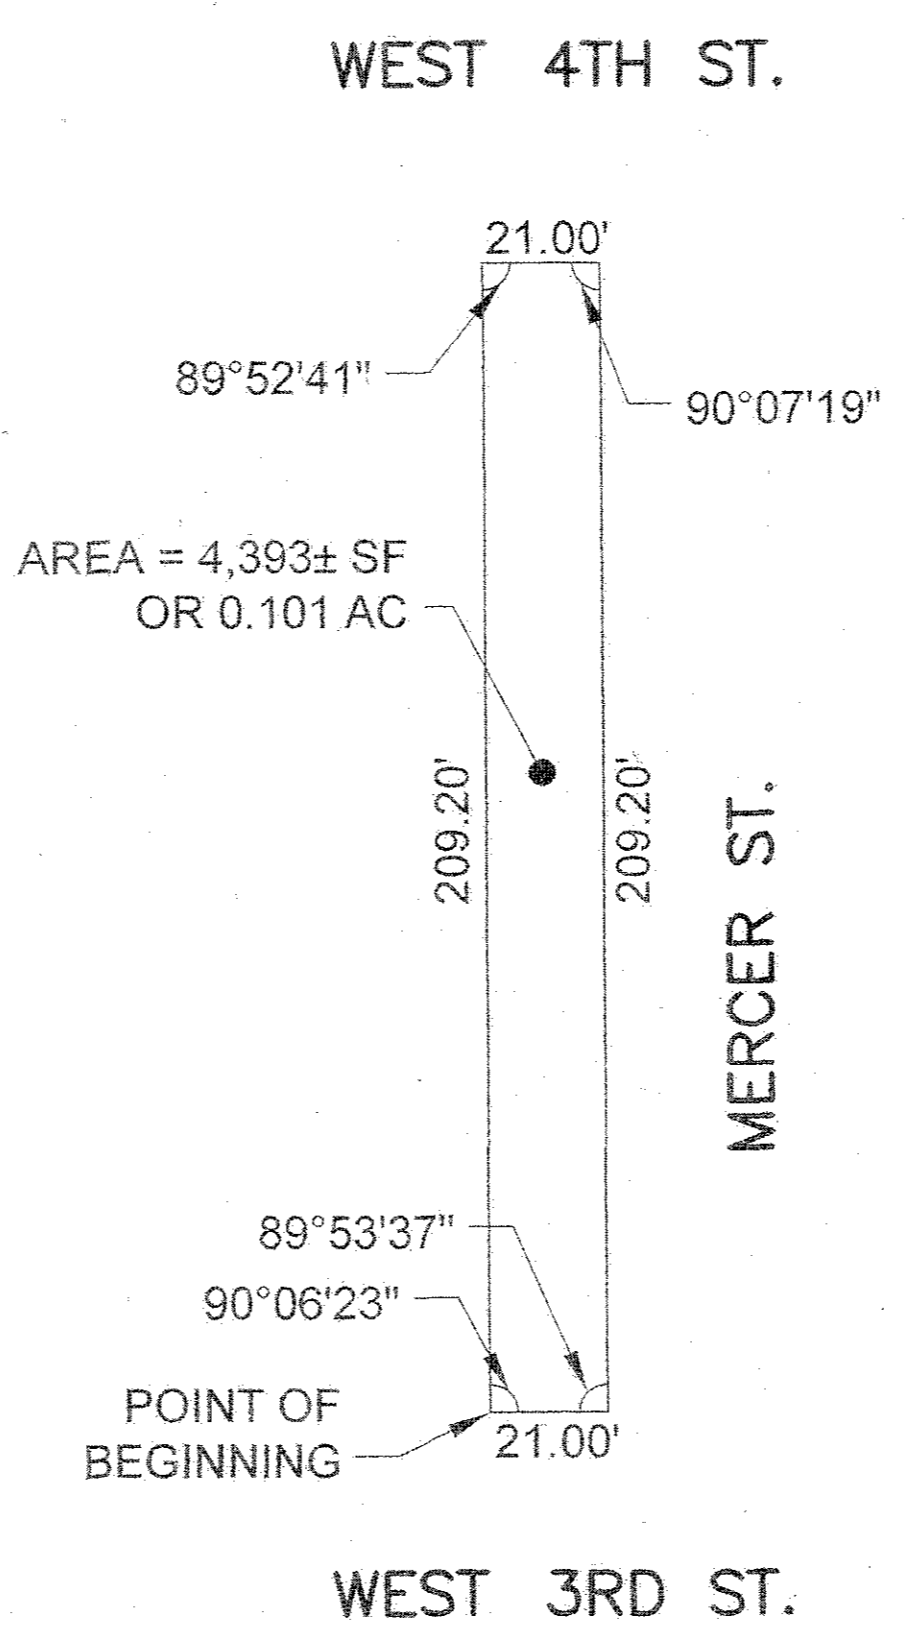 WEST 4TH ST.
21.00'
89°52'41"
90°07'19"
AREA = 4,393± SF
OR 0.101 AC
209.20'
209.20'
MERCER ST.
89°53'37"
90°06'23"
POINT OF
BEGINNING
21.00'
WEST 3RD ST.